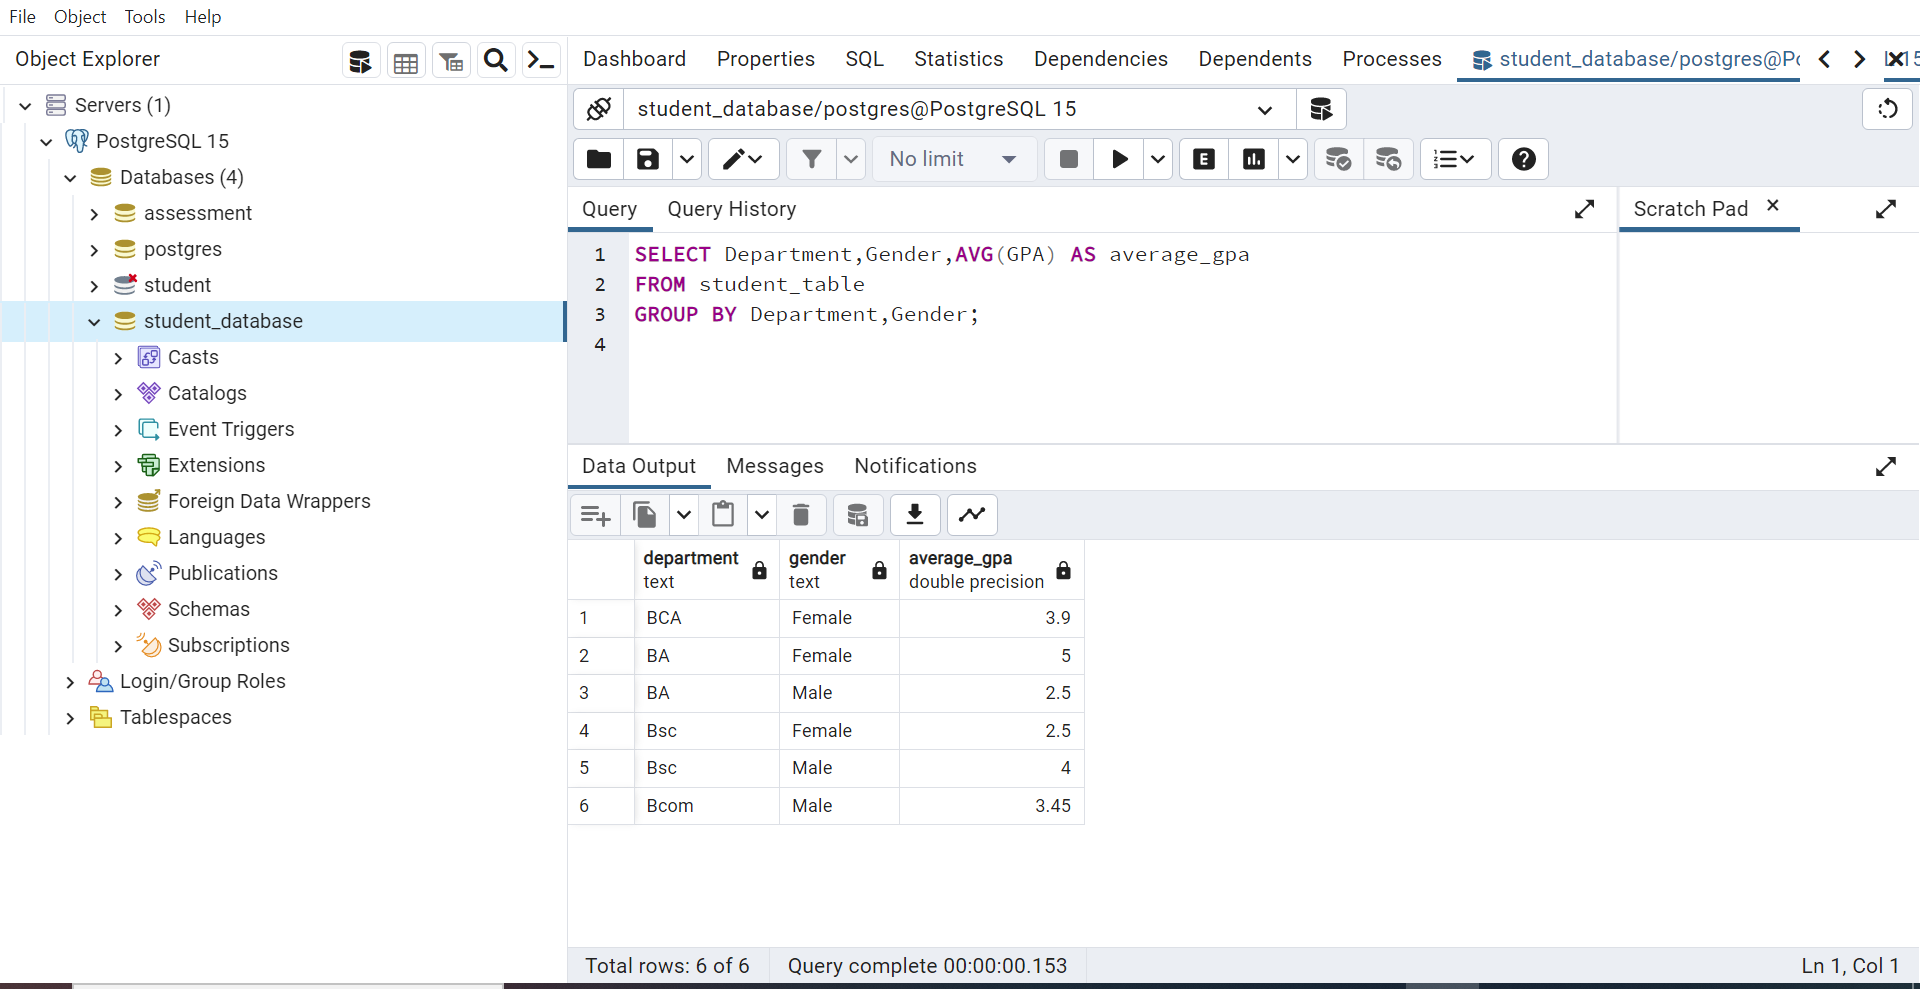 File Object Tools Help
Object Explorer
Servers (1)
PostgreSQL 15
Databases (4)
assessment
postgres
student
student_database
Casts
Catalogs
Event Triggers
Extensions
Foreign Data Wrappers
Languages
Publications
Schemas
Subscriptions
Login/Group Roles
Tablespaces
Dashboard Properties SQL Statistics Dependencies Dependents Processes student_database/postgres@Po
student_database/postgres@PostgreSQL 15
No limit
Query Query History
Scratch Pad
1 SELECT Department,Gender,AVG(GPA) AS average_gpa
2 FROM student_table
3 GROUP BY Department,Gender;
4
Data Output Messages Notifications
department gender average_gpa
text text double precision
1 BCA Female 3.9
2 BA Female 5
3 BA Male 2.5
4 Bsc Female 2.5
5 Bsc Male 4
6 Bcom Male 3.45
Total rows: 6 of 6 Query complete 00:00:00.153 Ln 1, Col 1